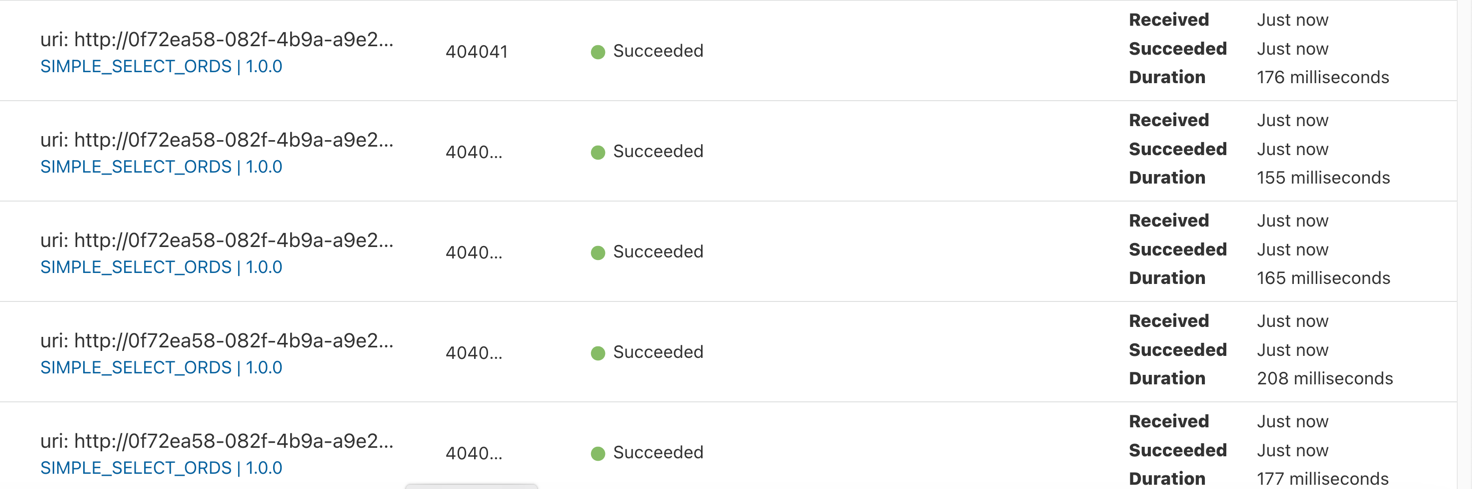 uri: http://0f72ea58-082f-4b9a-a9e2...
SIMPLE_SELECT_ORDS | 1.0.0
404041
Succeeded
Received Just now
Succeeded Just now
Duration 176 milliseconds
uri: http://0f72ea58-082f-4b9a-a9e2...
SIMPLE_SELECT_ORDS | 1.0.0
4040...
Succeeded
Received Just now
Succeeded Just now
Duration 155 milliseconds
uri: http://0f72ea58-082f-4b9a-a9e2...
SIMPLE_SELECT_ORDS | 1.0.0
4040...
Succeeded
Received Just now
Succeeded Just now
Duration 165 milliseconds
uri: http://0f72ea58-082f-4b9a-a9e2...
SIMPLE_SELECT_ORDS | 1.0.0
4040...
Succeeded
Received Just now
Succeeded Just now
Duration 208 milliseconds
uri: http://0f72ea58-082f-4b9a-a9e2...
SIMPLE_SELECT_ORDS | 1.0.0
4040...
Succeeded
Received Just now
Succeeded Just now
Duration 177 milliseconds